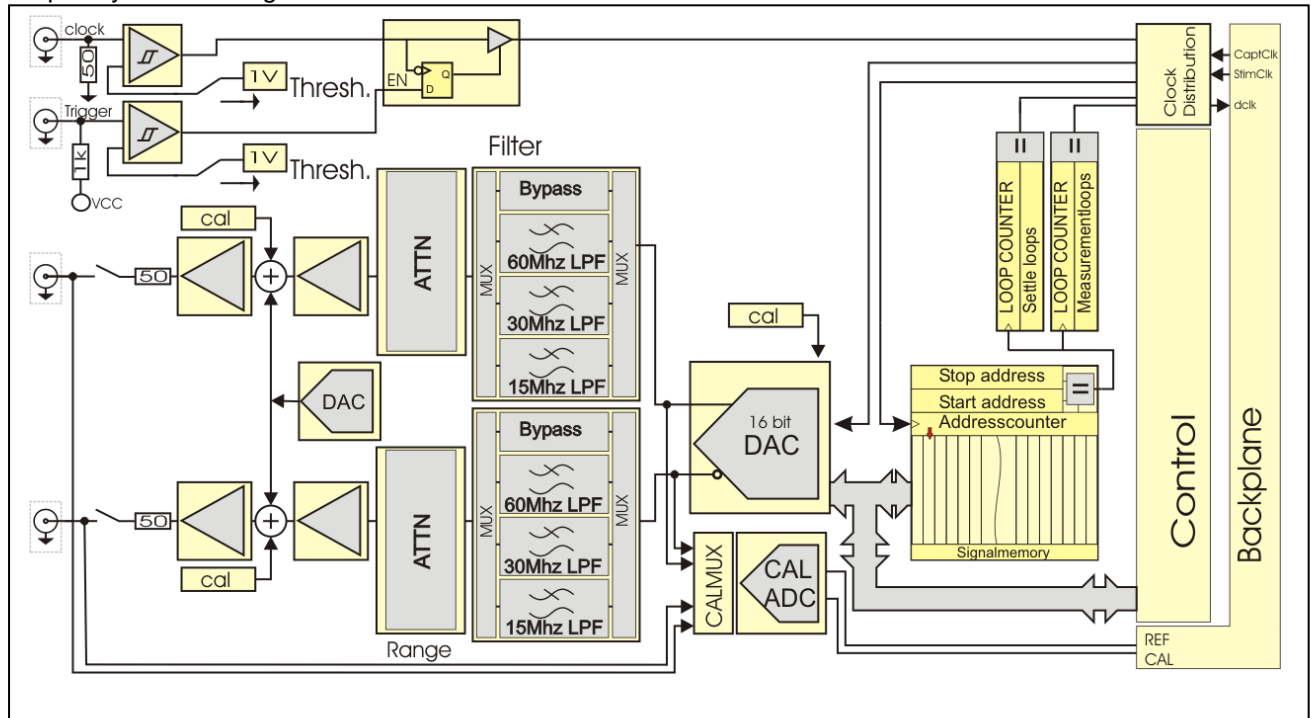 clock
50
1V
Thresh.
EN
Q
D
Trigger
1k
VCC
1V
Thresh.
Clock
Distribution
CaptClk
StimClk
dclk
=
LOOP COUNTER
Settle loops
=
LOOP COUNTER
Measurementloops
Filter
cal
50
+
ATTN
MUX
Bypass
60Mhz LPF
30Mhz LPF
15Mhz LPF
MUX
DAC
cal
16 bit
DAC
Stop address
Start address
=
Addresscounter
Signalmemory
Control
Backplane
50
+
cal
ATTN
Range
MUX
Bypass
60Mhz LPF
30Mhz LPF
15Mhz LPF
MUX
CALMUX
CAL
ADC
REF
CAL